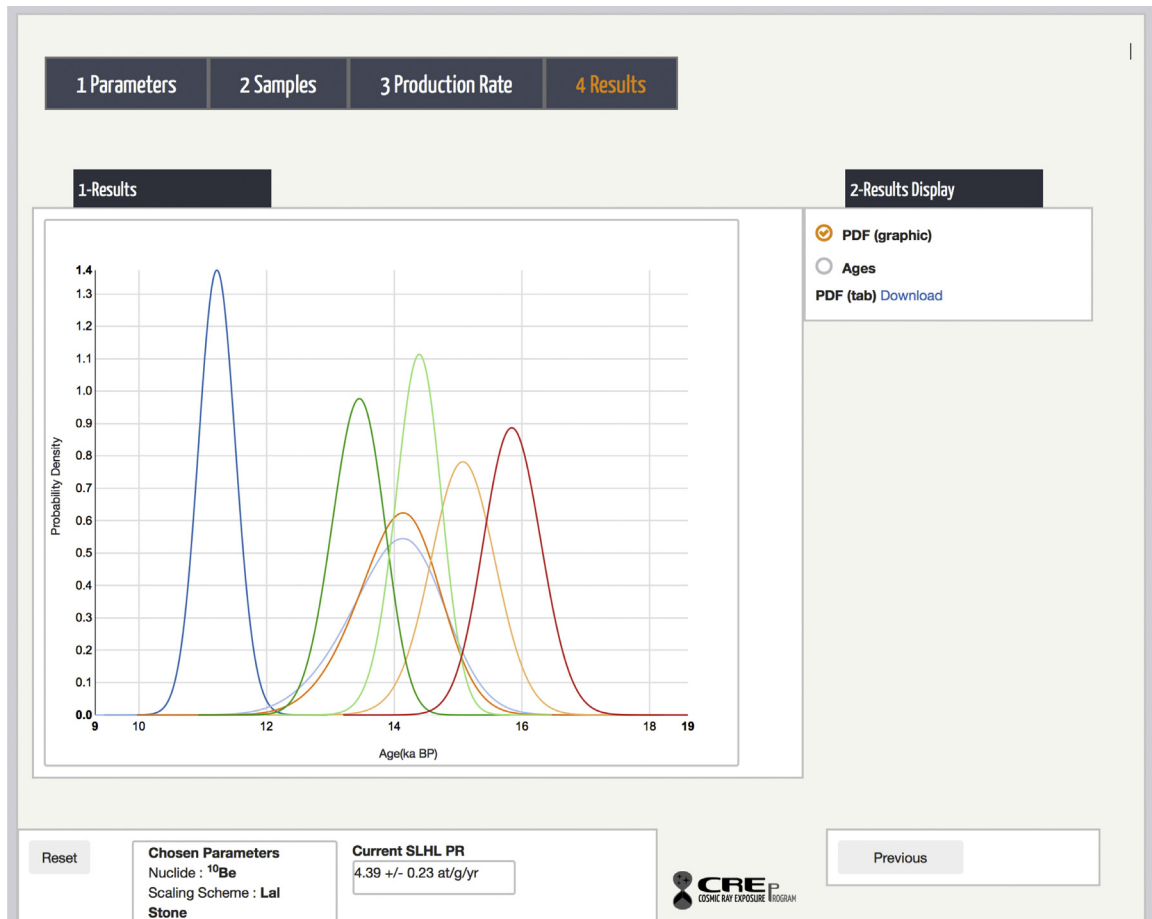 1 Parameters
2 Samples
3 Production Rate
4 Results
1-Results
1.4
1.3
1.2
1.1
1.0
0.9
0.8
0.7
0.6
0.5
0.4
0.3
0.2
0.1
0.0
Probability Density
9 10 12 14 16 18 19
Age(ka BP)
2-Results Display
PDF (graphic)
Ages
PDF (tab) Download
Reset
Chosen Parameters
Nuclide : ¹⁰Be
Scaling Scheme : Lal
Stone
Current SLHL PR
4.39 +/- 0.23 at/g/yr
CREP
COSMIC RAY EXPOSURE PROGRAM
Previous